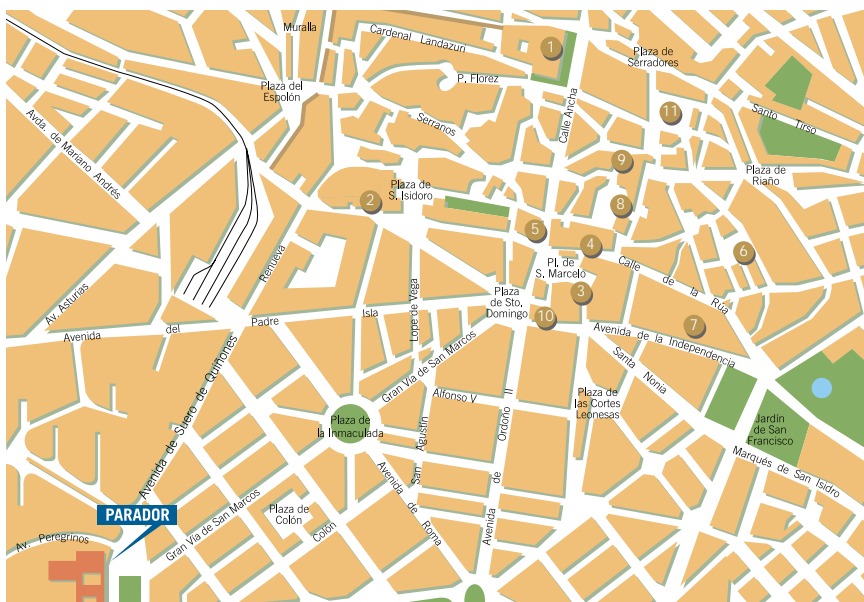 Muralla
Cardenal Landazuri
1
Plaza de
Serradores
Plaza del
Espolón
P. Florez
Calle Ancha
11
Santo Tirso
Avda. de Mariano Andrés
Serranos
9
Plaza de
Riaño
Plaza de
S. Isidoro
2
8
5
4
6
Renueva
Pl. de
S. Marcelo
Calle de la Rúa
Av. Asturias
Lope de Vega
Plaza
de Sto.
Domingo
3
10
7
Avenida del Padre Isla
Avenida de la Independencia
Avenida de Suero de Quiñones
Gran Vía de San Marcos
Santa Nonia
Alfonso V
Plaza de
las Cortes
Leonesas
Plaza de
la Inmaculada
San Agustín
Avenida de Ordoño II
Jardín
de San
Francisco
Marqués de San Isidro
Avenida de Roma
PARADOR
Plaza de
Colón
Gran Vía de San Marcos
Colón
Av. Peregrinos